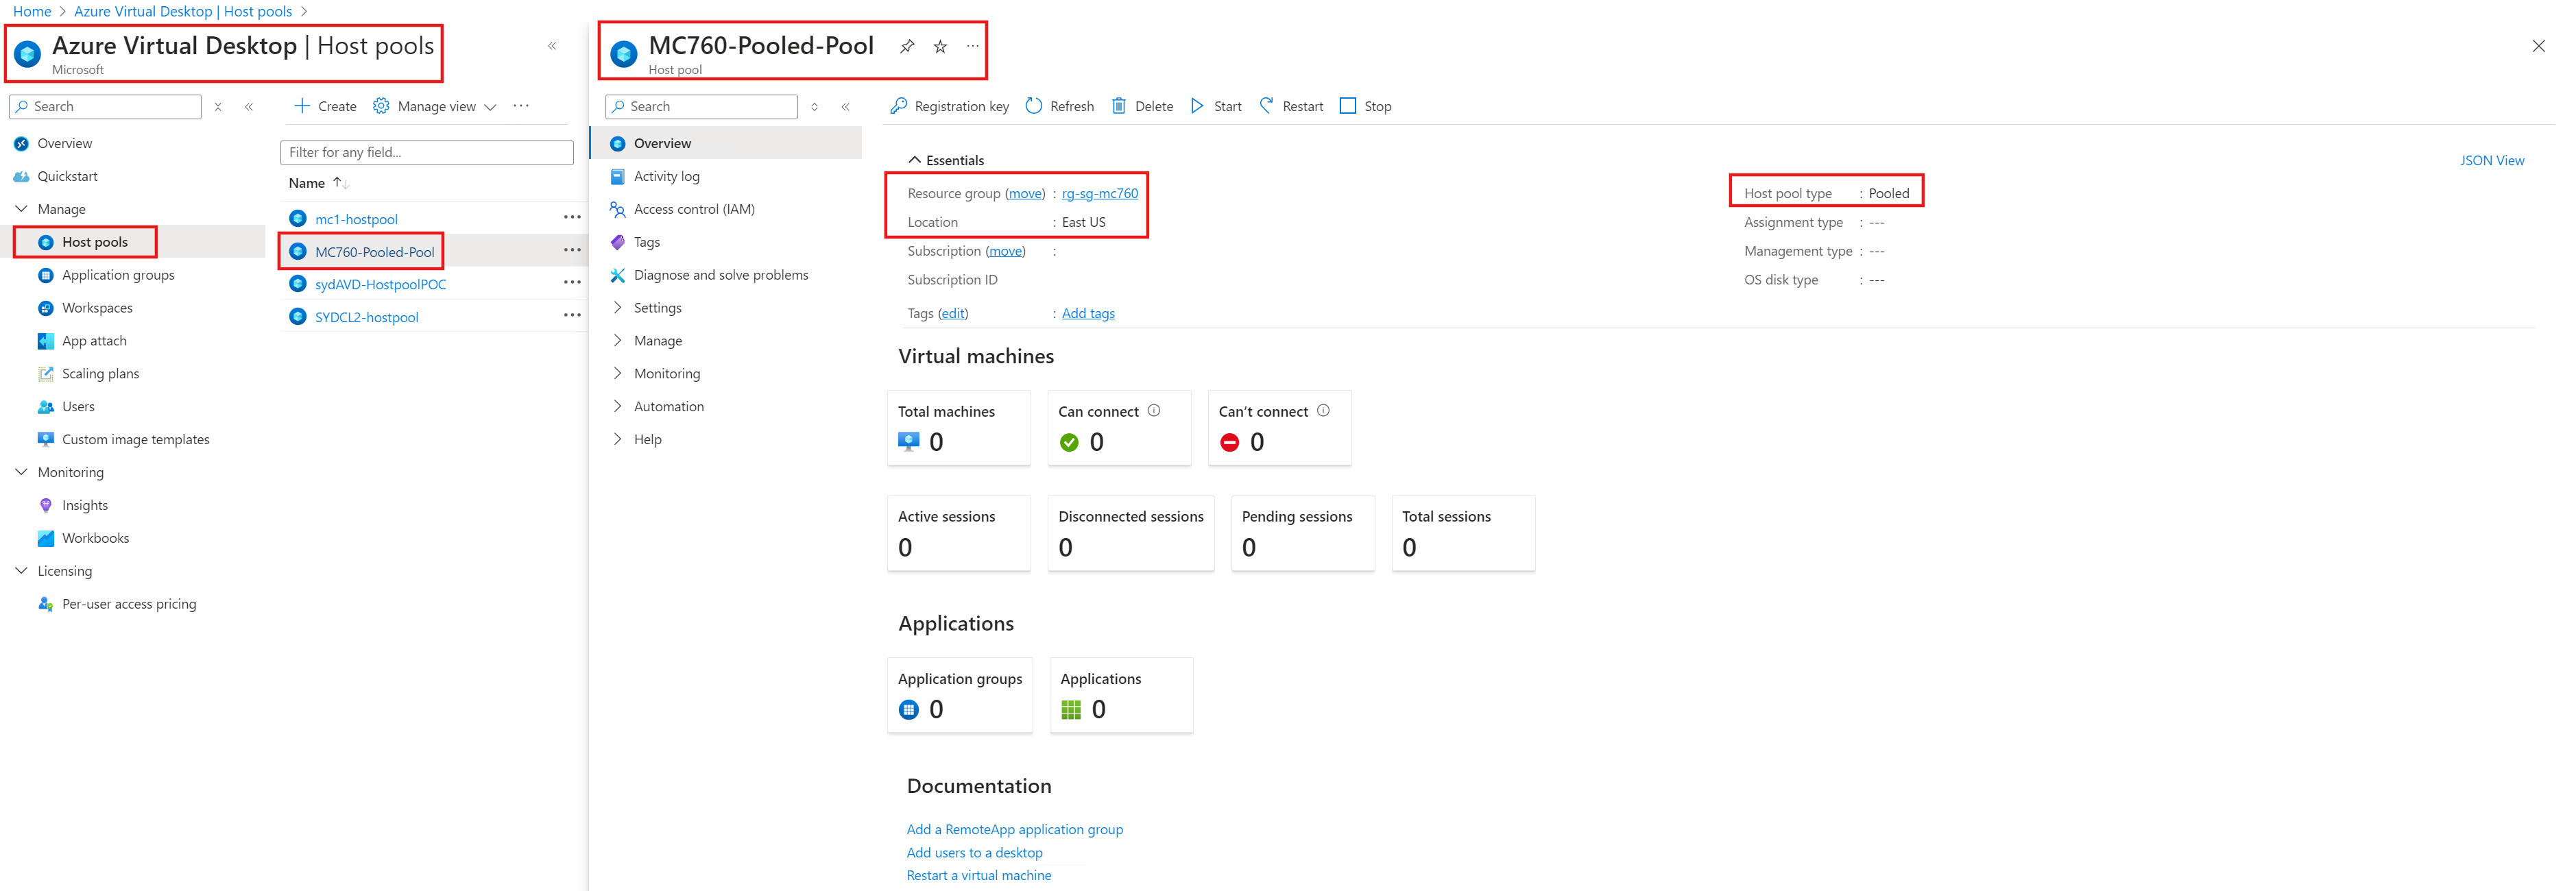 Home > Azure Virtual Desktop | Host pools >
Azure Virtual Desktop | Host pools
Microsoft
Search
Create
Manage view
Overview
Quickstart
Manage
Host pools
Application groups
Workspaces
App attach
Scaling plans
Users
Custom image templates
Monitoring
Insights
Workbooks
Licensing
Per-user access pricing
Filter for any field...
Name
mc1-hostpool
MC760-Pooled-Pool
sydAVD-HostpoolPOC
SYDCL2-hostpool
MC760-Pooled-Pool
Host pool
Search
Overview
Activity log
Access control (IAM)
Tags
Diagnose and solve problems
Settings
Manage
Monitoring
Automation
Help
Registration key
Refresh
Delete
Start
Restart
Stop
Essentials
JSON View
Resource group (move) : rg-sg-mc760
Location : East US
Subscription (move) :
Subscription ID
Tags (edit) : Add tags
Host pool type : Pooled
Assignment type : ---
Management type : ---
OS disk type : ---
Virtual machines
Total machines
0
Can connect
0
Can't connect
0
Active sessions
0
Disconnected sessions
0
Pending sessions
0
Total sessions
0
Applications
Application groups
0
Applications
0
Documentation
Add a RemoteApp application group
Add users to a desktop
Restart a virtual machine